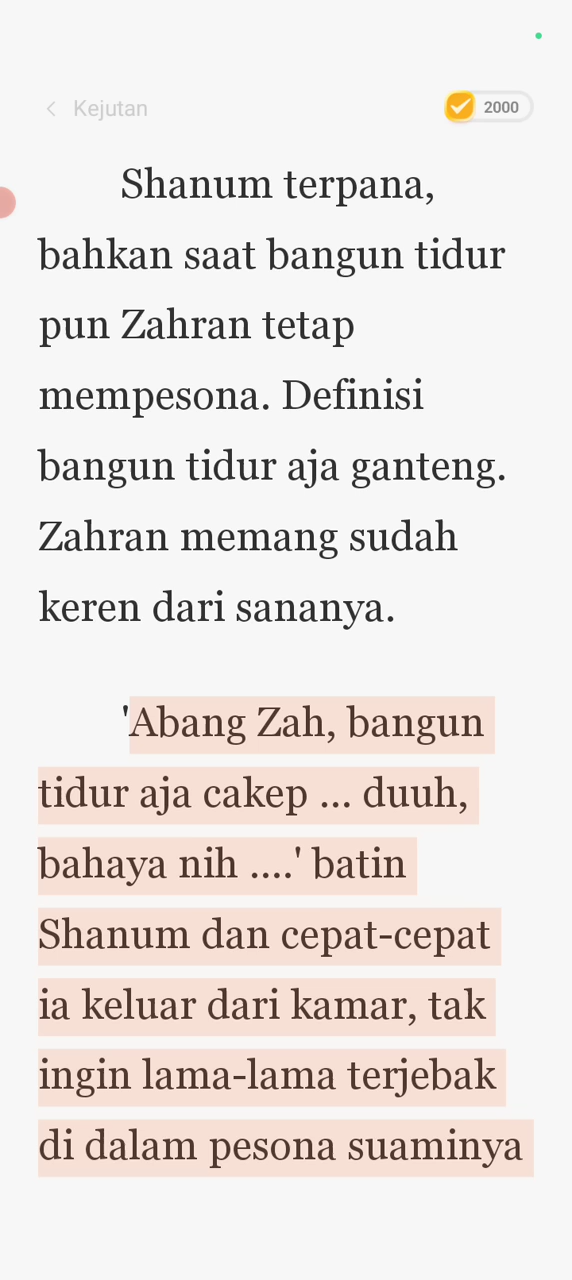 Kejutan
2000
Shanum terpana,
bahkan saat bangun tidur
pun Zahran tetap
mempesona. Definisi
bangun tidur aja ganteng.
Zahran memang sudah
keren dari sananya.
'Abang Zah, bangun
tidur aja cakep ... duuh,
bahaya nih ....' batin
Shanum dan cepat-cepat
ia keluar dari kamar, tak
ingin lama-lama terjebak
di dalam pesona suaminya